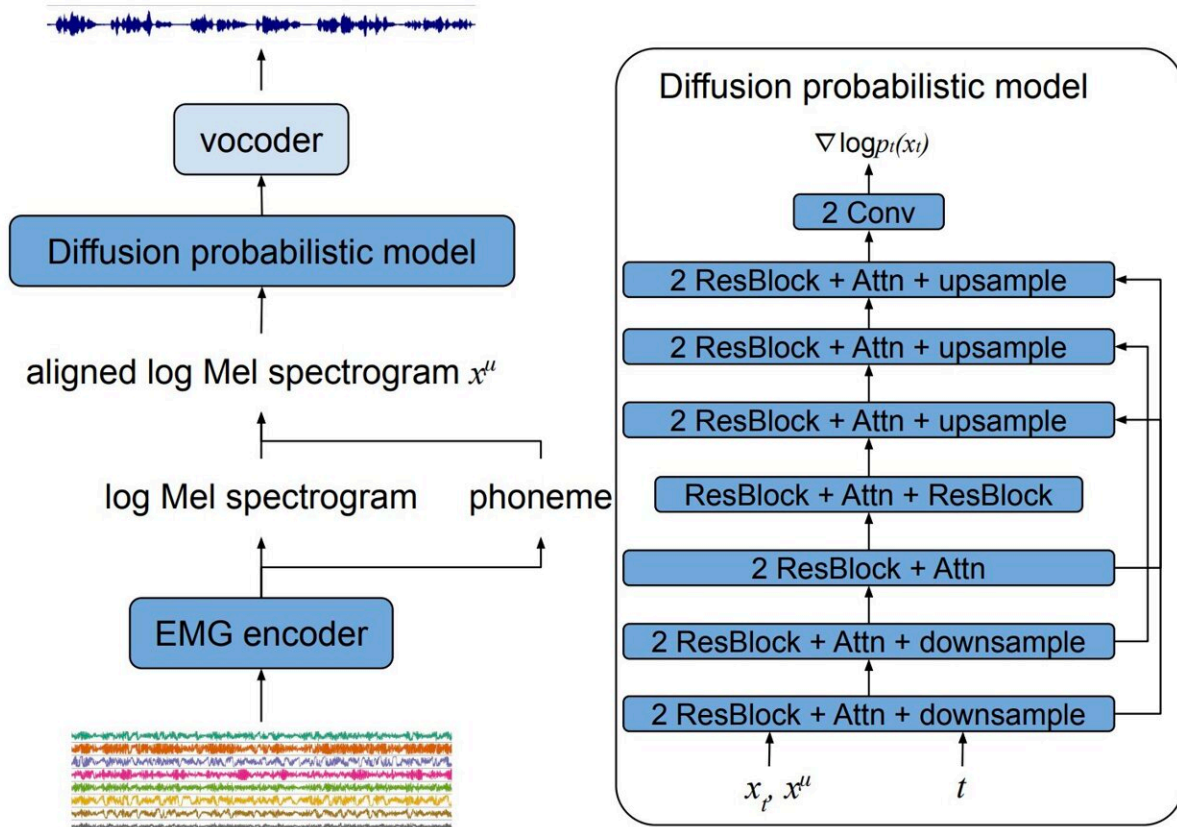 vocoder
Diffusion probabilistic model
aligned log Mel spectrogram x^μ
log Mel spectrogram
phoneme
EMG encoder
Diffusion probabilistic model
∇ log p_t(x_t)
2 Conv
2 ResBlock + Attn + upsample
2 ResBlock + Attn + upsample
2 ResBlock + Attn + upsample
ResBlock + Attn + ResBlock
2 ResBlock + Attn
2 ResBlock + Attn + downsample
2 ResBlock + Attn + downsample
x_t, x^μ
t